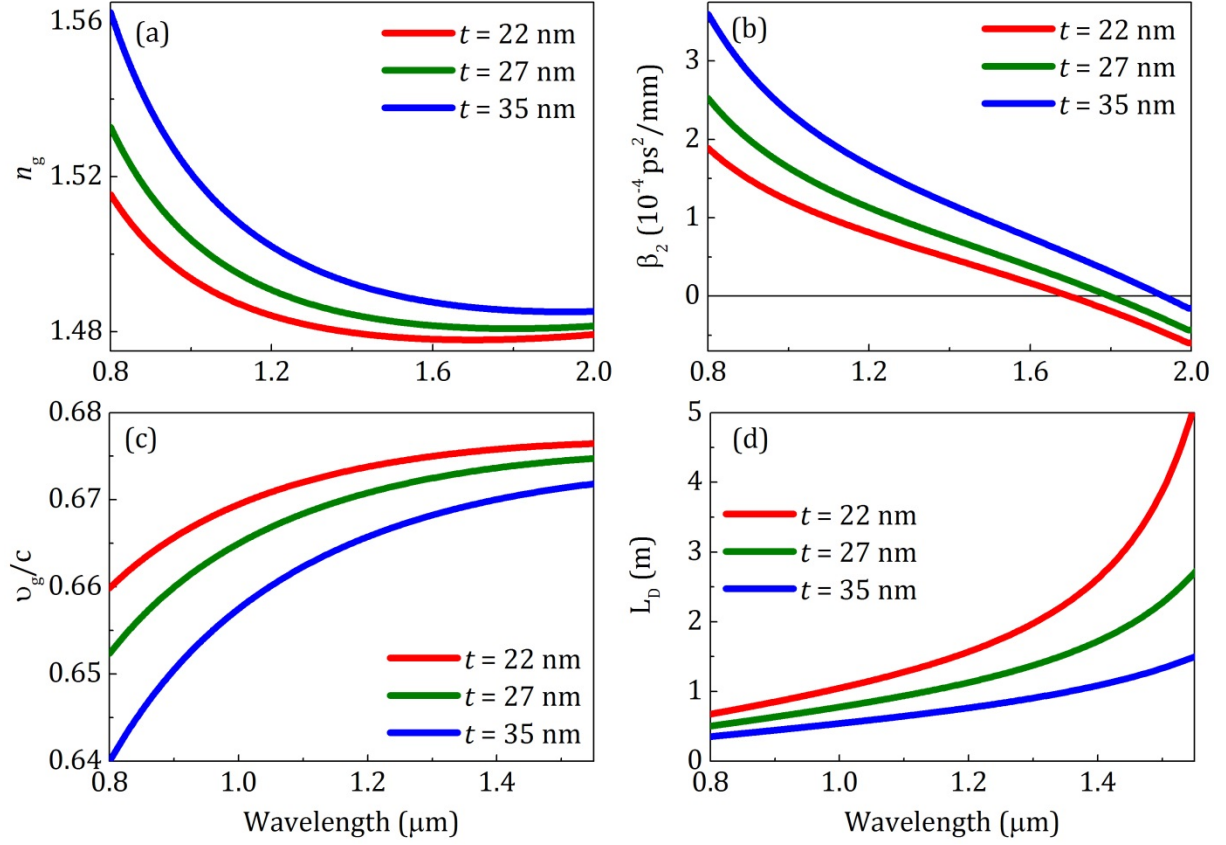 (a)
t = 22 nm
t = 27 nm
t = 35 nm
1.56
1.52
1.48
n_g
0.8
1.2
1.6
2.0
(b)
t = 22 nm
t = 27 nm
t = 35 nm
3
2
1
0
β₂ (10⁻⁴ ps²/mm)
0.8
1.2
1.6
2.0
(c)
t = 22 nm
t = 27 nm
t = 35 nm
0.68
0.67
0.66
0.65
0.64
υ_g/c
0.8
1.0
1.2
1.4
Wavelength (μm)
(d)
t = 22 nm
t = 27 nm
t = 35 nm
5
4
3
2
1
0
L_D (m)
0.8
1.0
1.2
1.4
Wavelength (μm)